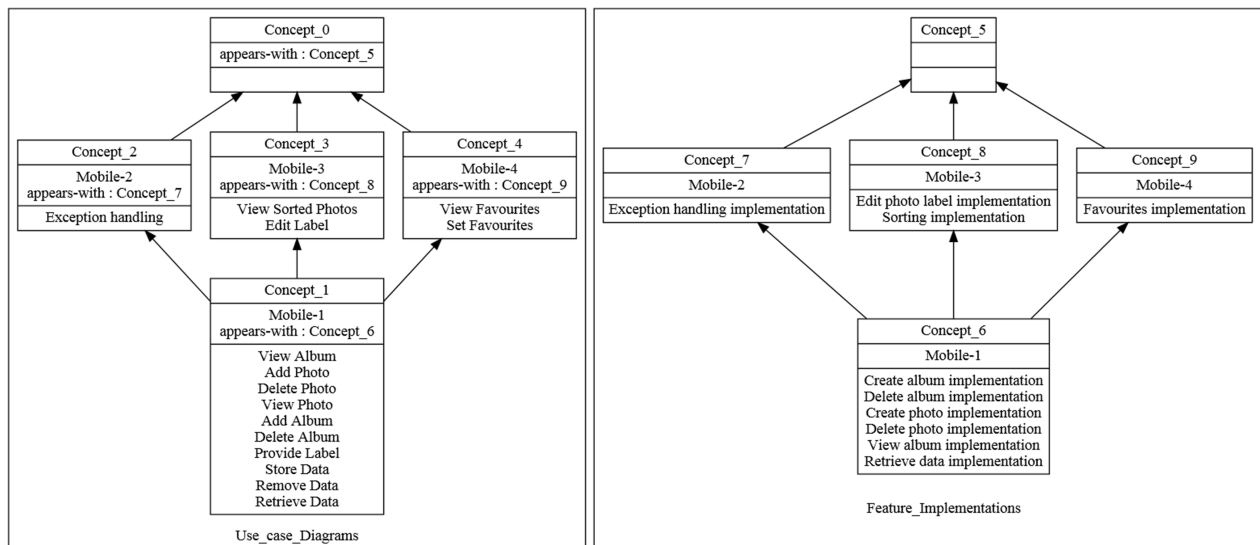 Concept_0
appears-with : Concept_5
Concept_2
Mobile-2
appears-with : Concept_7
Exception handling
Concept_3
Mobile-3
appears-with : Concept_8
View Sorted Photos
Edit Label
Concept_4
Mobile-4
appears-with : Concept_9
View Favourites
Set Favourites
Concept_1
Mobile-1
appears-with : Concept_6
View Album
Add Photo
Delete Photo
View Photo
Add Album
Delete Album
Provide Label
Store Data
Remove Data
Retrieve Data
Use_case_Diagrams
Concept_5
Concept_7
Mobile-2
Exception handling implementation
Concept_8
Mobile-3
Edit photo label implementation
Sorting implementation
Concept_9
Mobile-4
Favourites implementation
Concept_6
Mobile-1
Create album implementation
Delete album implementation
Create photo implementation
Delete photo implementation
View album implementation
Retrieve data implementation
Feature_Implementations